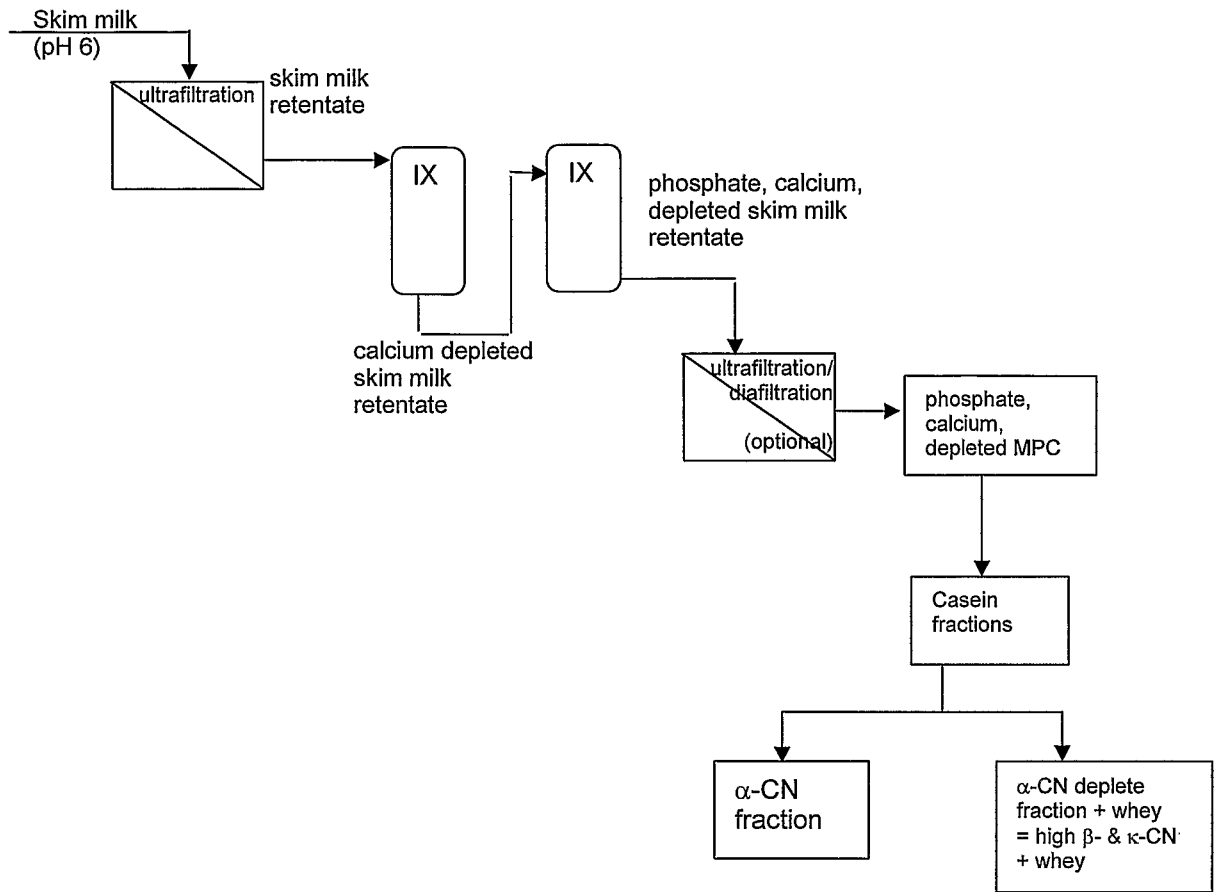 Skim milk
(pH 6)
ultrafiltration
skim milk
retentate
IX
IX
phosphate, calcium,
depleted skim milk
retentate
calcium depleted
skim milk
retentate
ultrafiltration/
diafiltration
(optional)
phosphate,
calcium,
depleted MPC
Casein
fractions
α-CN
fraction
α-CN deplete
fraction + whey
= high β- & κ-CN
+ whey